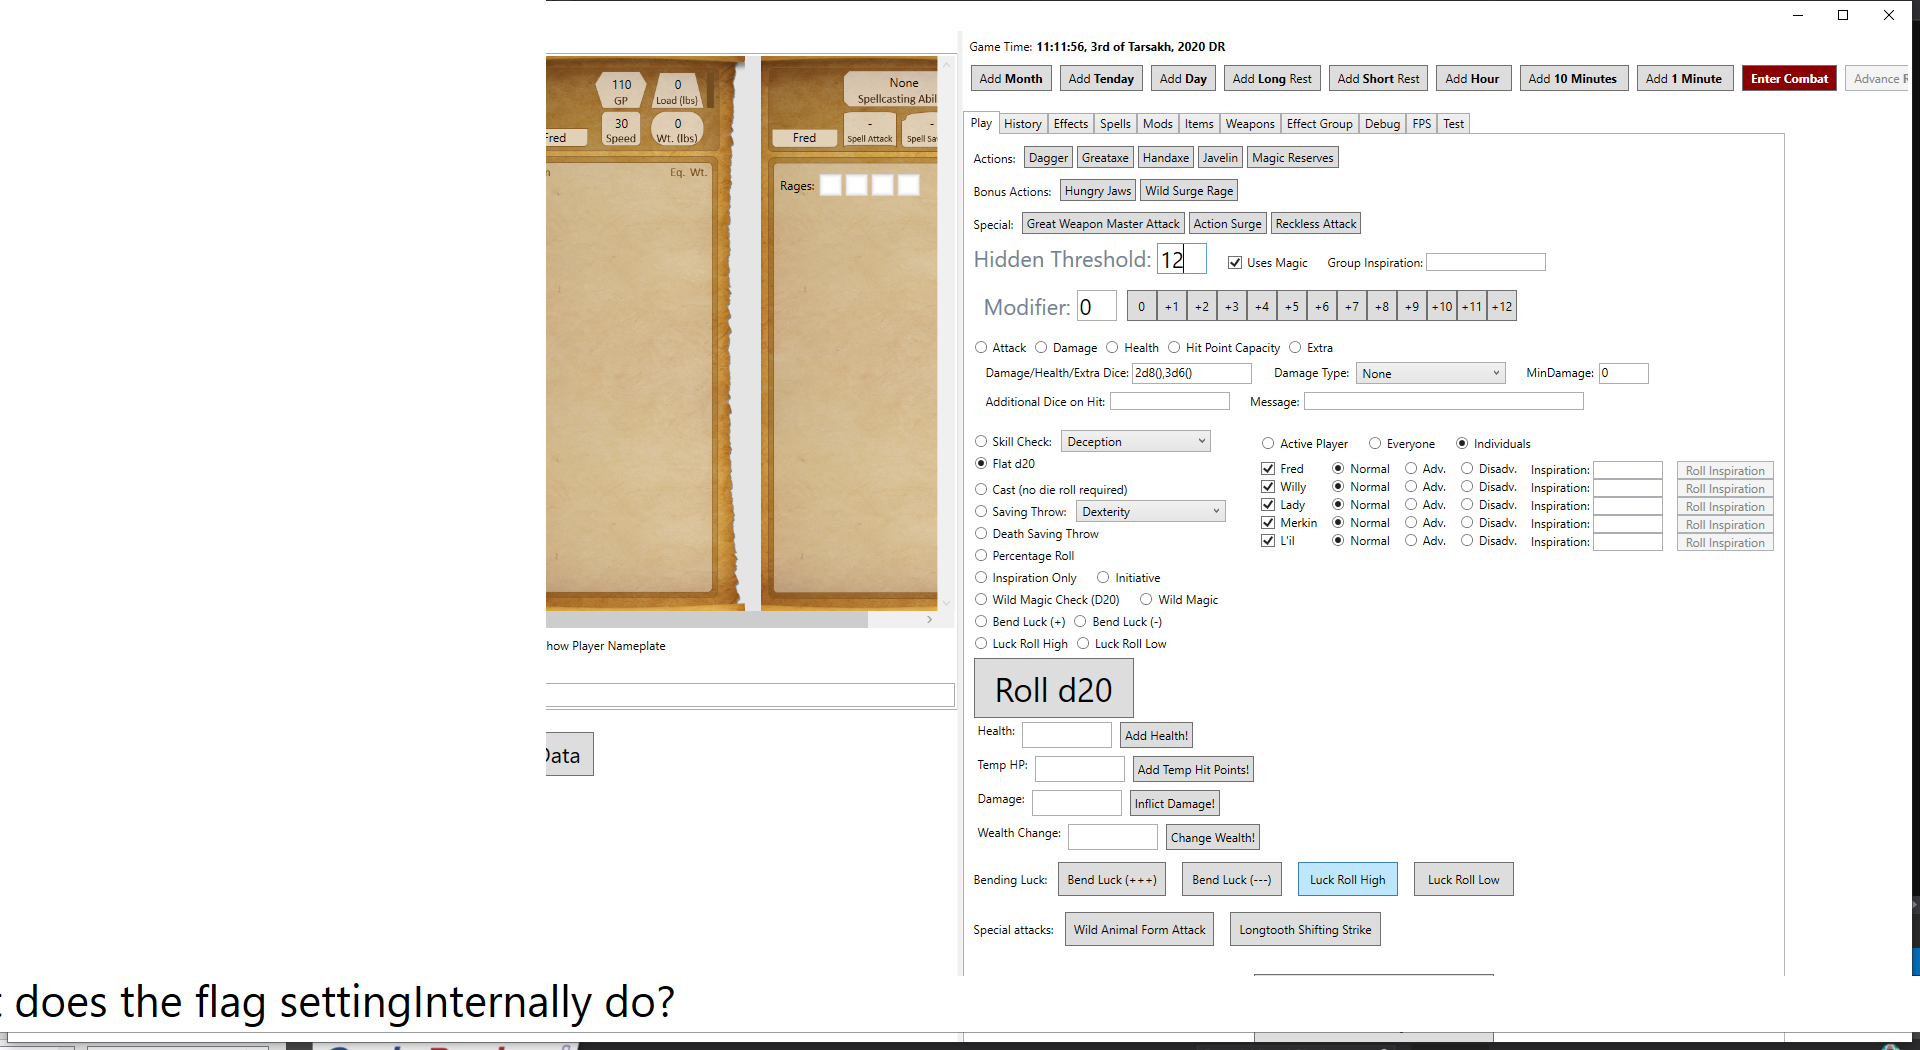 Game Time: 11:11:56, 3rd of Tarsakh, 2020 DR
Add Month Add Tenday Add Day Add Long Rest Add Short Rest Add Hour Add 10 Minutes Add 1 Minute Enter Combat Advance R
110 GP 0 Load (lbs)
Fred 30 Speed 0 Wt. (lbs)
Eq. Wt.
None
Spellcasting Abil
Fred - Spell Attack - Spell Sa
Rages:
how Player Nameplate
Data
Play History Effects Spells Mods Items Weapons Effect Group Debug FPS Test
Actions: Dagger Greataxe Handaxe Javelin Magic Reserves
Bonus Actions: Hungry Jaws Wild Surge Rage
Special: Great Weapon Master Attack Action Surge Reckless Attack
Hidden Threshold: 12 Uses Magic Group Inspiration:
Modifier: 0 0 +1 +2 +3 +4 +5 +6 +7 +8 +9 +10 +11 +12
Attack Damage Health Hit Point Capacity Extra
Damage/Health/Extra Dice: 2d8(),3d6() Damage Type: None MinDamage: 0
Additional Dice on Hit: Message:
Skill Check: Deception
Flat d20
Cast (no die roll required)
Saving Throw: Dexterity
Death Saving Throw
Percentage Roll
Inspiration Only Initiative
Wild Magic Check (D20) Wild Magic
Bend Luck (+) Bend Luck (-)
Luck Roll High Luck Roll Low
Active Player Everyone Individuals
Fred Normal Adv. Disadv. Inspiration: Roll Inspiration
Willy Normal Adv. Disadv. Inspiration: Roll Inspiration
Lady Normal Adv. Disadv. Inspiration: Roll Inspiration
Merkin Normal Adv. Disadv. Inspiration: Roll Inspiration
L'il Normal Adv. Disadv. Inspiration: Roll Inspiration
Roll d20
Health: Add Health!
Temp HP: Add Temp Hit Points!
Damage: Inflict Damage!
Wealth Change: Change Wealth!
Bending Luck: Bend Luck (+++) Bend Luck (---) Luck Roll High Luck Roll Low
Special attacks: Wild Animal Form Attack Longtooth Shifting Strike
does the flag settingInternally do?